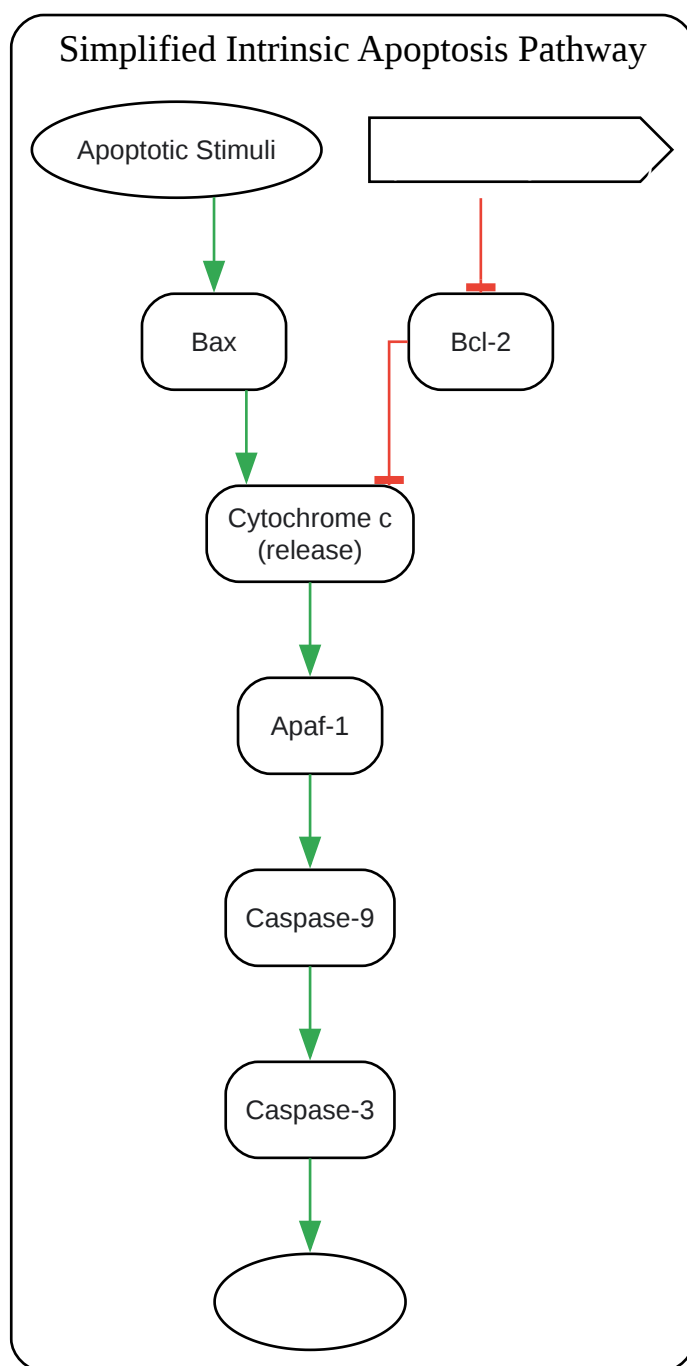 Simplified Intrinsic Apoptosis Pathway
Apoptotic Stimuli
Bax
Bcl-2
Cytochrome c
(release)
Apaf-1
Caspase-9
Caspase-3